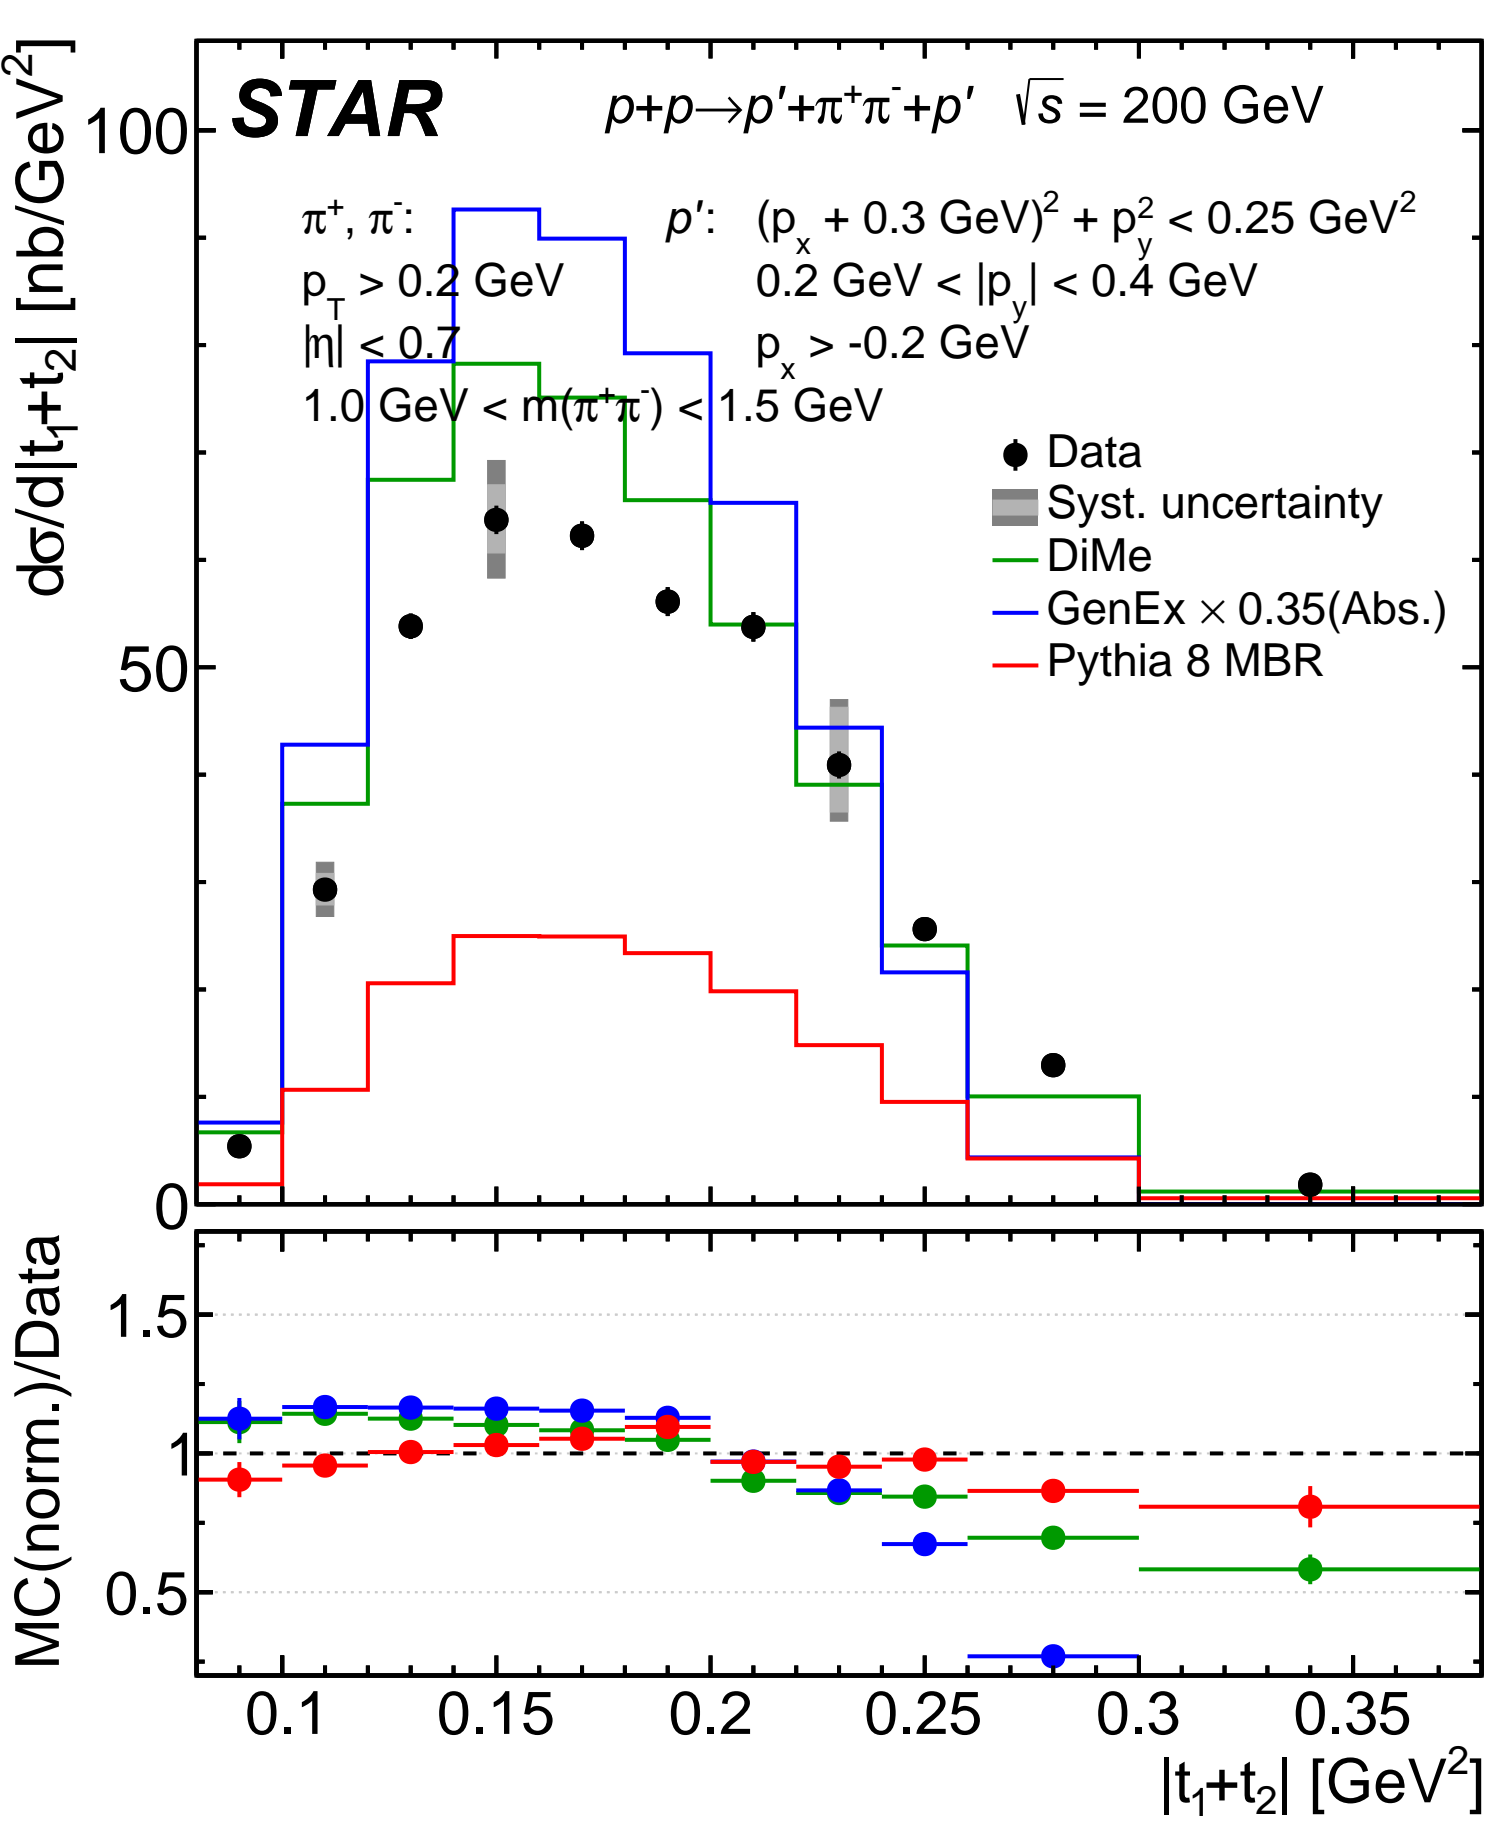 STAR p+p→p′+π⁺π⁻+p′ √s = 200 GeV
π⁺, π⁻: p′: (pₓ + 0.3 GeV)² + p_y² < 0.25 GeV²
p_T > 0.2 GeV 0.2 GeV < |p_y| < 0.4 GeV
|η| < 0.7 pₓ > -0.2 GeV
1.0 GeV < m(π⁺π⁻) < 1.5 GeV
Data
Syst. uncertainty
DiMe
GenEx × 0.35(Abs.)
Pythia 8 MBR
dσ/d|t₁+t₂| [nb/GeV²]
100
50
0
MC(norm.)/Data
1.5
1
0.5
0.1 0.15 0.2 0.25 0.3 0.35
|t₁+t₂| [GeV²]